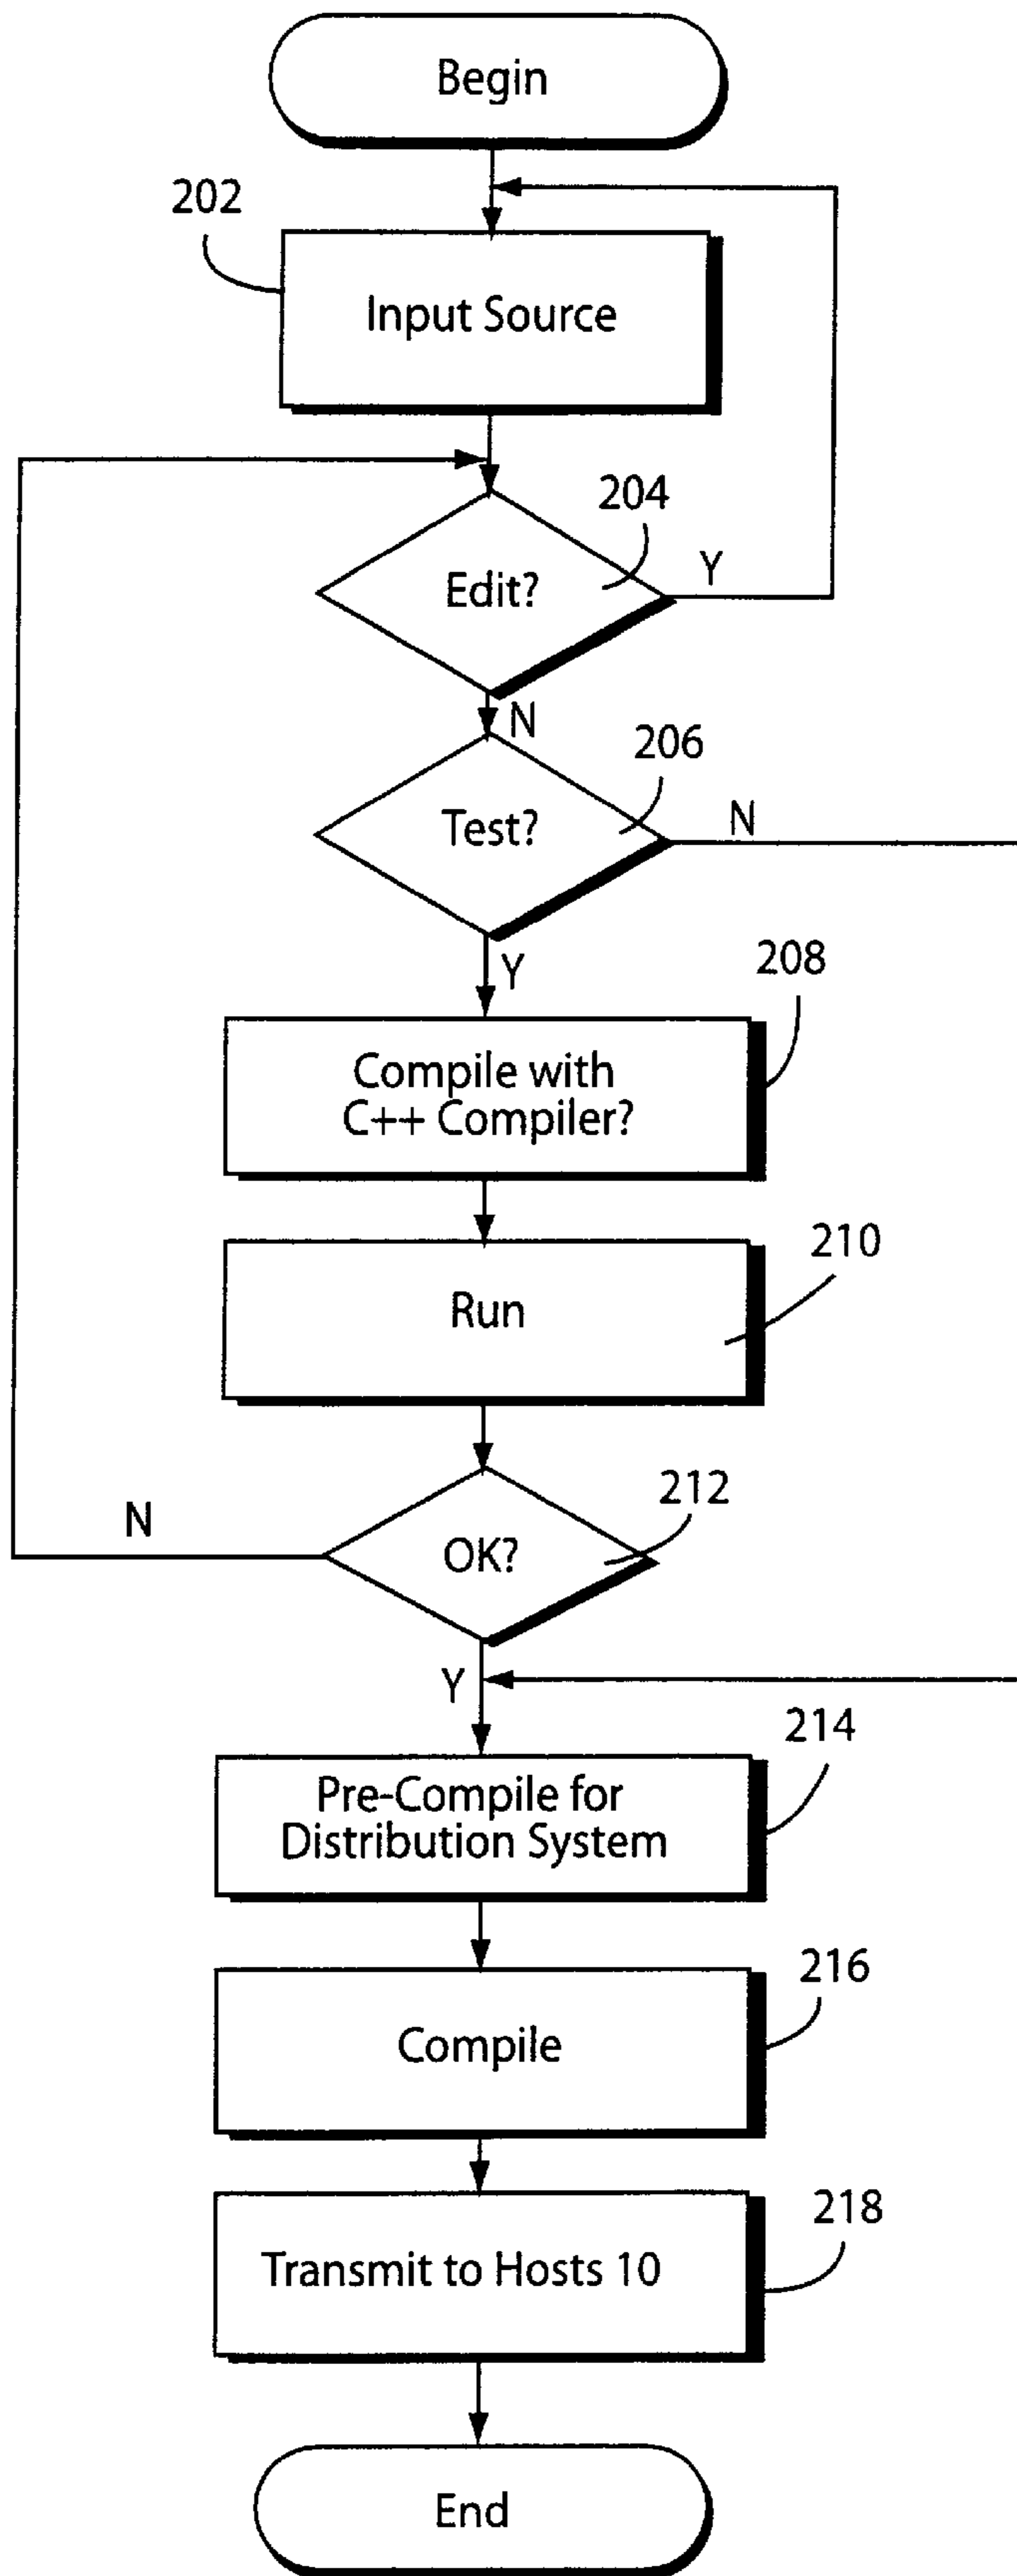 Begin
202
Input Source
204
Edit?
Y
N
206
Test?
N
Y
208
Compile with
C++ Compiler?
210
Run
212
N
OK?
Y
214
Pre-Compile for
Distribution System
216
Compile
218
Transmit to Hosts 10
End